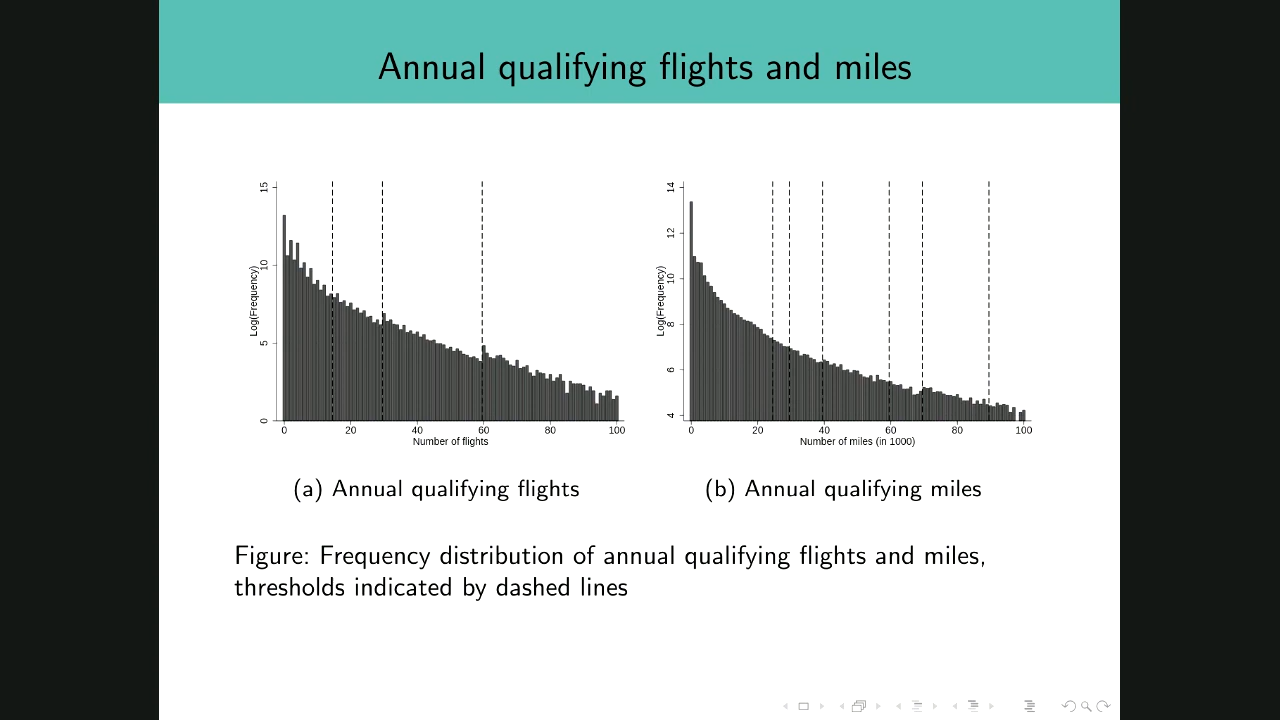 Annual qualifying flights and miles
15
10
5
0
Log(Frequency)
0 20 40 60 80 100
Number of flights
14
12
10
8
6
4
Log(Frequency)
0 20 40 60 80 100
Number of miles (in 1000)
(a) Annual qualifying flights
(b) Annual qualifying miles
Figure: Frequency distribution of annual qualifying flights and miles,
thresholds indicated by dashed lines